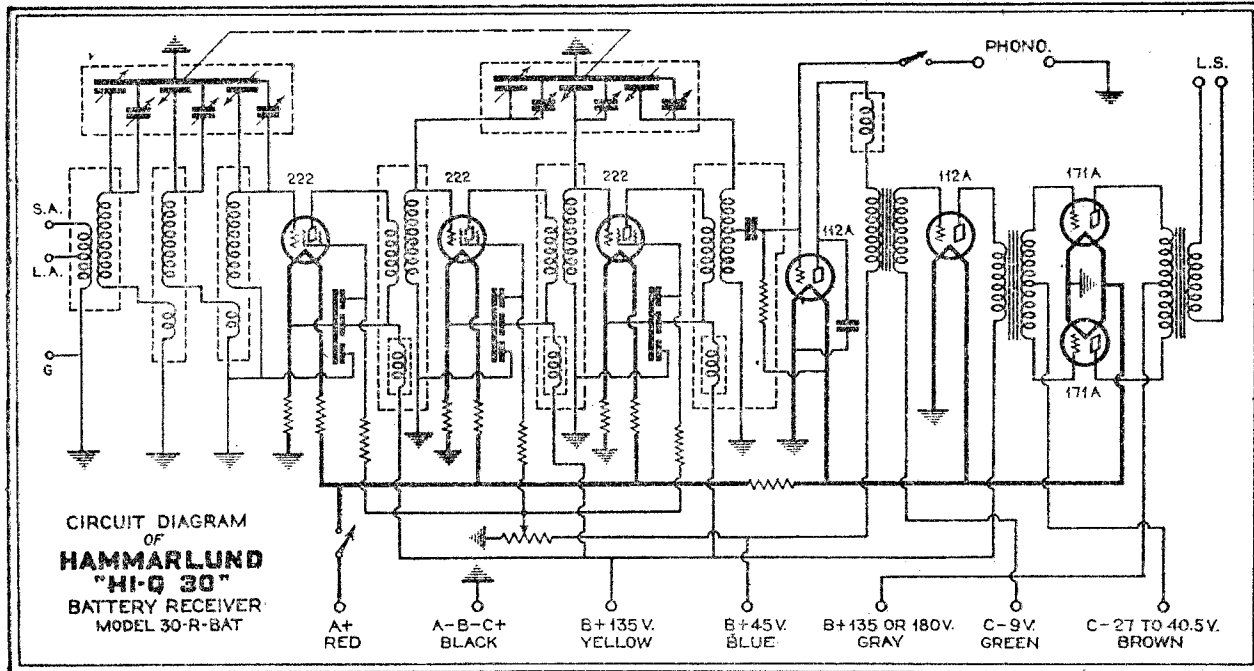 PHONO.
L.S.
222
222
222
112A
171A
S.A.
L.A.
112A
G
171A
CIRCUIT DIAGRAM
OF
HAMMARLUND
"HI-Q 30"
BATTERY RECEIVER
MODEL 30-R-BAT
A+
RED
A-B-C+
BLACK
B+135 V.
YELLOW
B+45 V.
BLUE
B+135 OR 180V.
GRAY
C-9V.
GREEN
C-27 TO 40.5 V.
BROWN